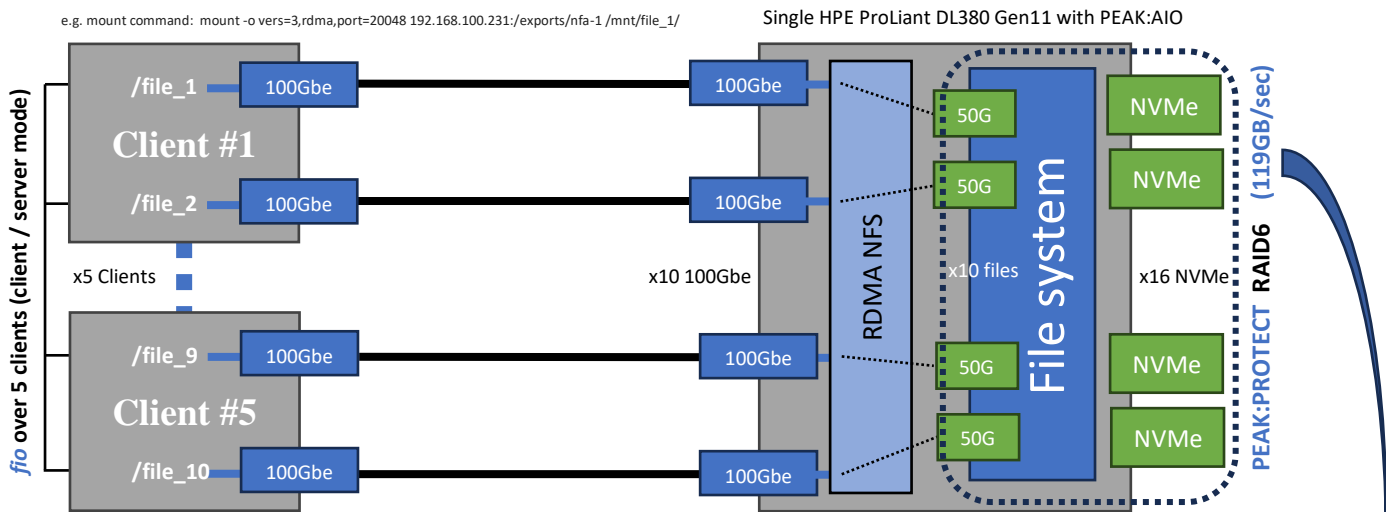 e.g. mount command: mount -o vers=3,rdma,port=20048 192.168.100.231:/exports/nfa-1 /mnt/file_1/
Single HPE ProLiant DL380 Gen11 with PEAK:AIO
fio over 5 clients (client / server mode)
/file_1
100Gbe
Client #1
/file_2
100Gbe
x5 Clients
/file_9
100Gbe
Client #5
/file_10
100Gbe
100Gbe
100Gbe
x10 100Gbe
100Gbe
100Gbe
RDMA NFS
50G
50G
x10 files
50G
50G
File system
NVMe
NVMe
x16 NVMe
NVMe
NVMe
PEAK:PROTECT RAID6 (119GB/sec)